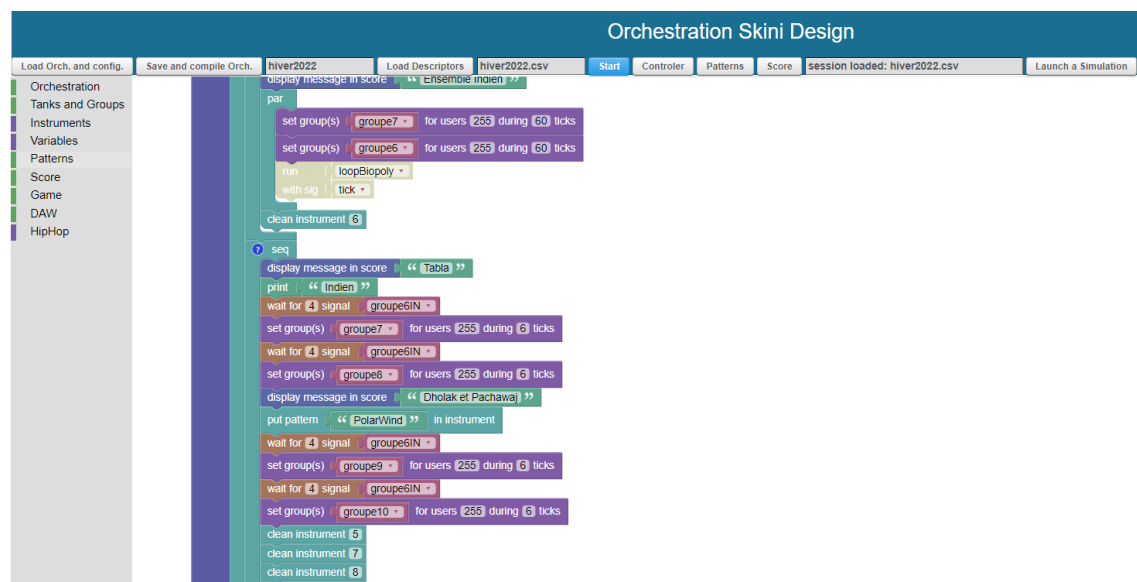 Orchestration Skini Design
Load Orch. and config. Save and compile Orch. hiver2022 Load Descriptors hiver2022.csv Start Controler Patterns Score session loaded: hiver2022.csv Launch a Simulation
Orchestration
Tanks and Groups
Instruments
Variables
Patterns
Score
Game
DAW
HipHop
display message in score “ Ensemble Indien ”
par
set group(s) groupe7 for users 255 during 60 ticks
set group(s) groupe6 for users 255 during 60 ticks
run loopBiopoly
with sig tick
clean instrument 6
? seq
display message in score “ Tabla ”
print “ Indien ”
wait for 4 signal groupe6IN
set group(s) groupe7 for users 255 during 6 ticks
wait for 4 signal groupe6IN
set group(s) groupe8 for users 255 during 6 ticks
display message in score “ Dholak et Pachawaj ”
put pattern “ PolarWind ” in instrument
wait for 4 signal groupe6IN
set group(s) groupe9 for users 255 during 6 ticks
wait for 4 signal groupe6IN
set group(s) groupe10 for users 255 during 6 ticks
clean instrument 5
clean instrument 7
clean instrument 8